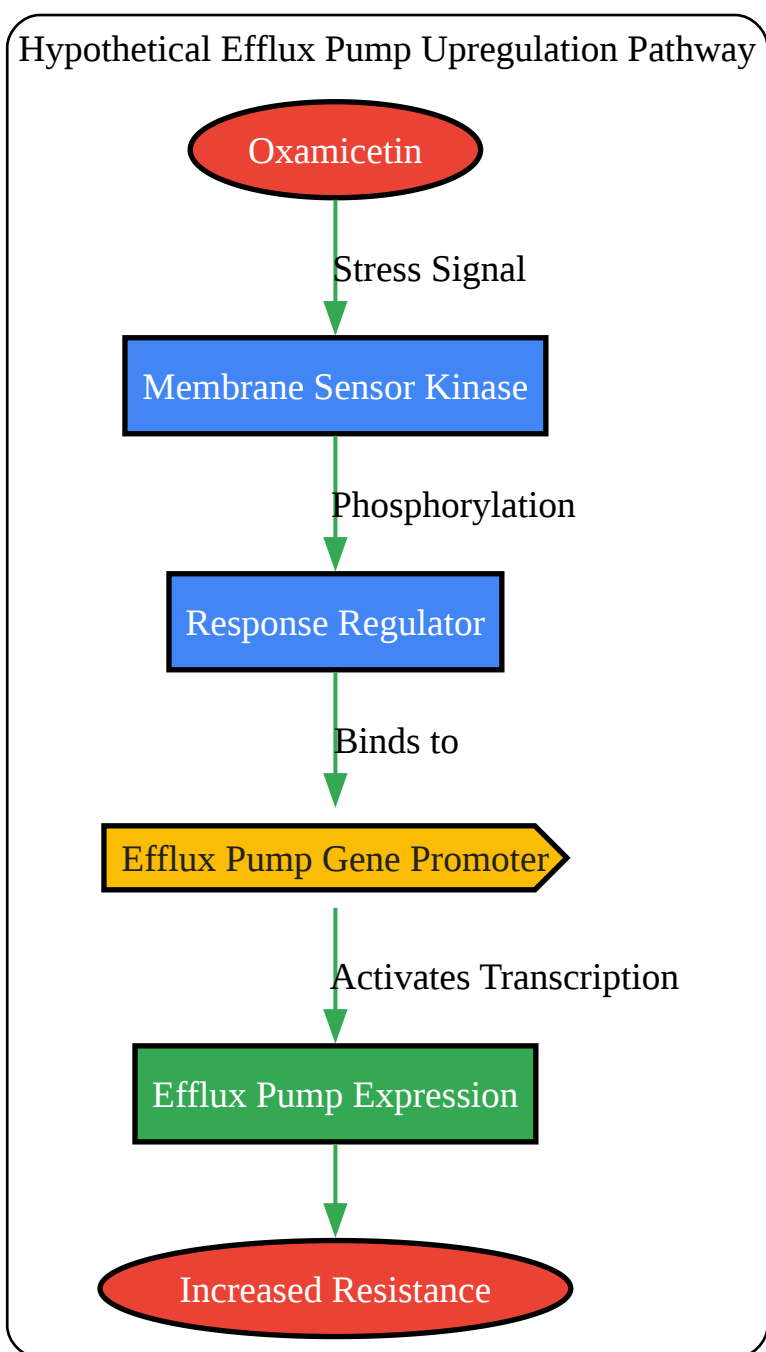 Hypothetical Efflux Pump Upregulation Pathway
Oxamicetin
Stress Signal
Membrane Sensor Kinase
Phosphorylation
Response Regulator
Binds to
Efflux Pump Gene Promoter
Activates Transcription
Efflux Pump Expression
Increased Resistance